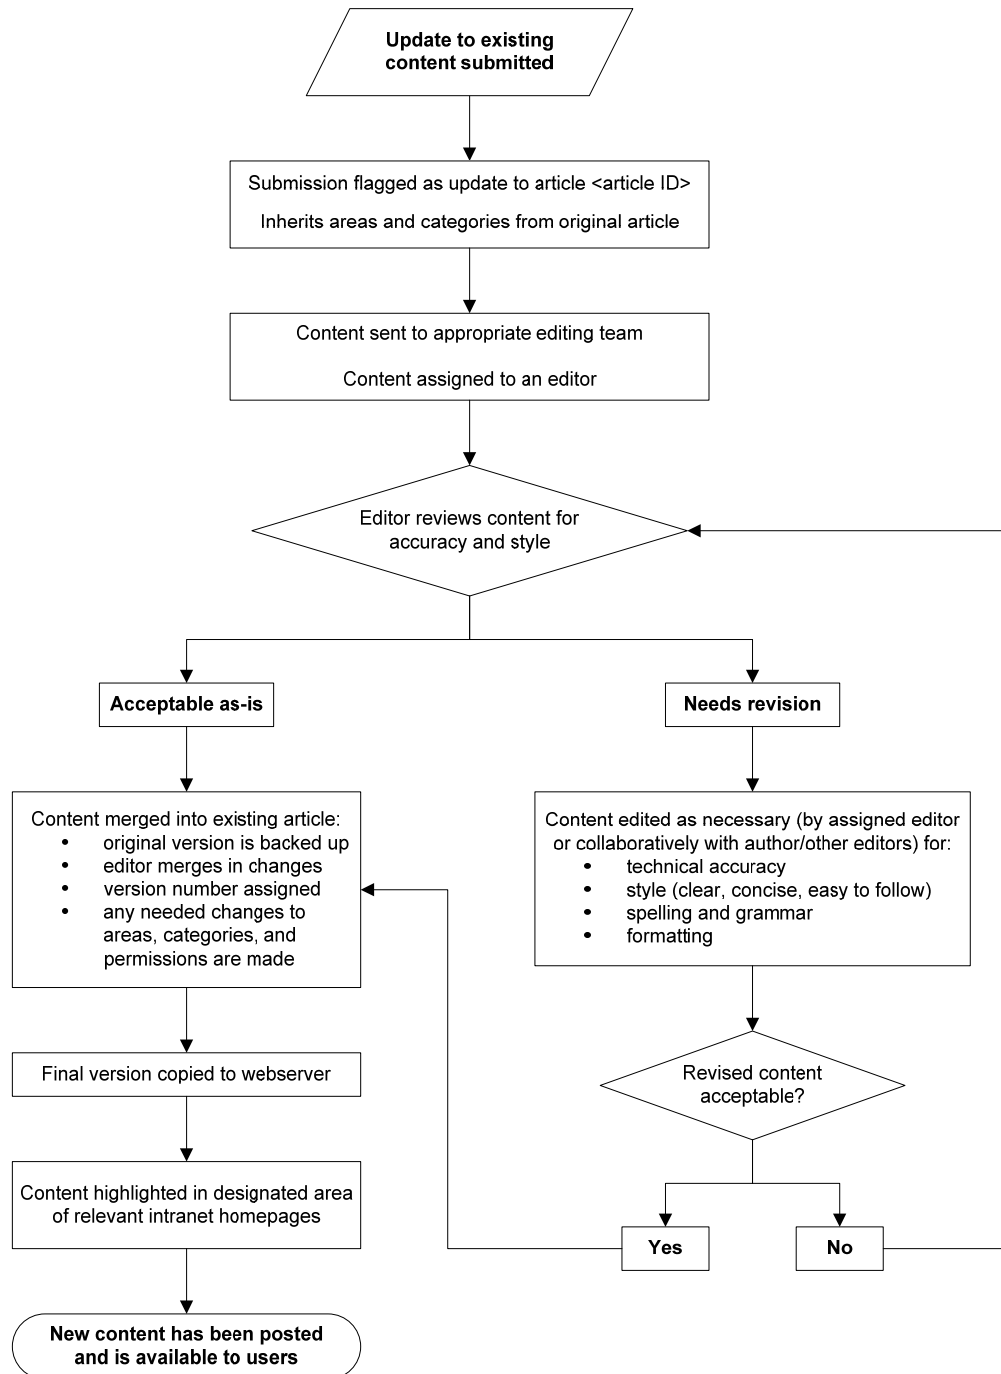 Update to existing
content submitted
Submission flagged as update to article <article ID>
Inherits areas and categories from original article
Content sent to appropriate editing team
Content assigned to an editor
Editor reviews content for
accuracy and style
Acceptable as-is
Needs revision
Content merged into existing article:
• original version is backed up
• editor merges in changes
• version number assigned
• any needed changes to
areas, categories, and
permissions are made
Content edited as necessary (by assigned editor
or collaboratively with author/other editors) for:
• technical accuracy
• style (clear, concise, easy to follow)
• spelling and grammar
• formatting
Final version copied to webserver
Revised content
acceptable?
Content highlighted in designated area
of relevant intranet homepages
Yes
No
New content has been posted
and is available to users